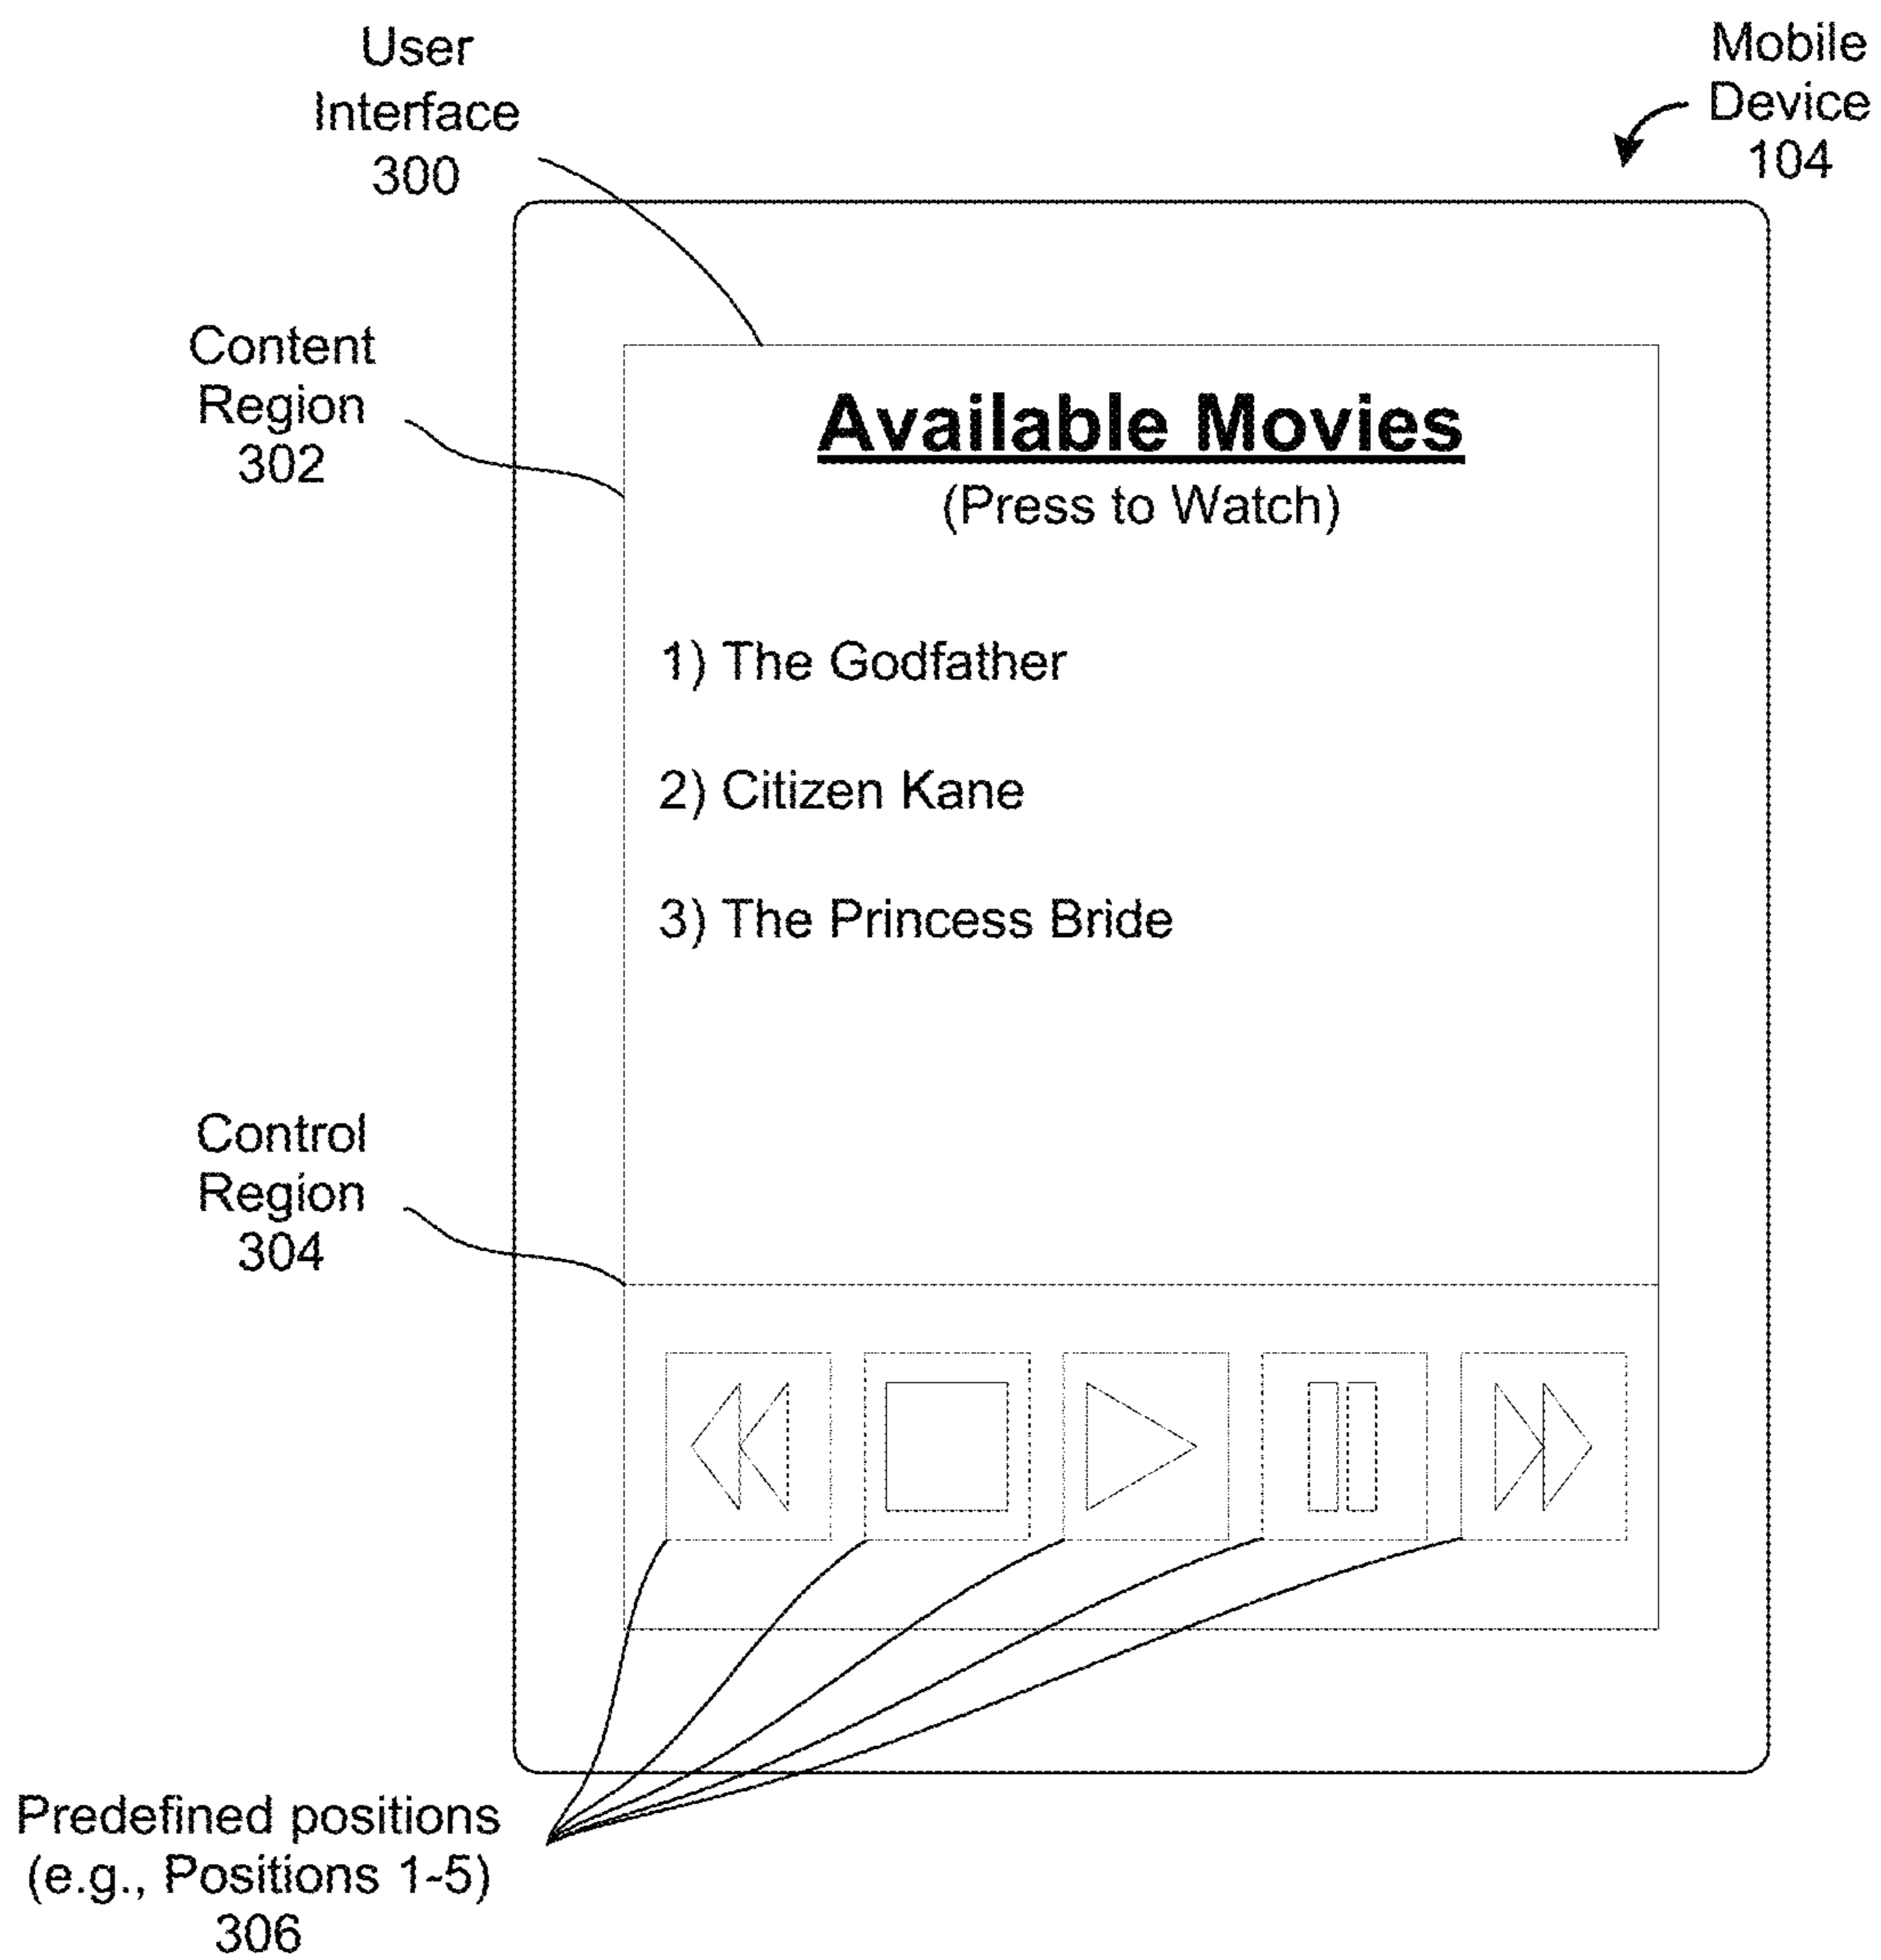 User
Interface
300
Mobile
Device
104
Content
Region
302
Available Movies
(Press to Watch)
1) The Godfather
2) Citizen Kane
3) The Princess Bride
Control
Region
304
Predefined positions
(e.g., Positions 1-5)
306